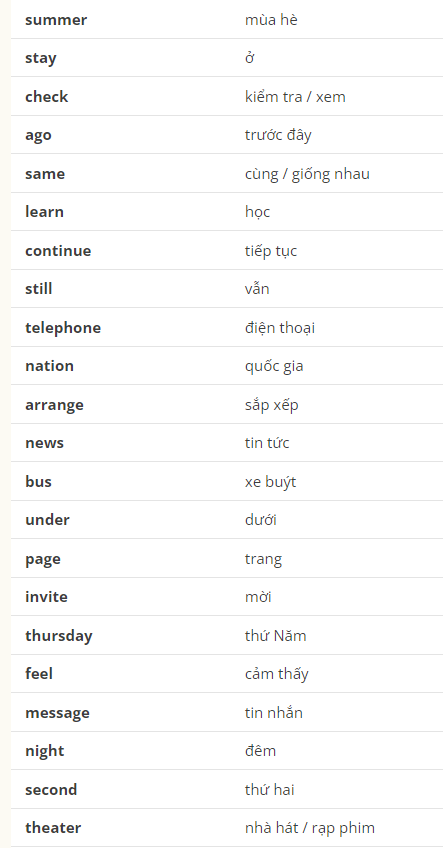 summer mùa hè
stay ở
check kiểm tra / xem
ago trước đây
same cùng / giống nhau
learn học
continue tiếp tục
still vẫn
telephone điện thoại
nation quốc gia
arrange sắp xếp
news tin tức
bus xe buýt
under dưới
page trang
invite mời
thursday thứ Năm
feel cảm thấy
message tin nhắn
night đêm
second thứ hai
theater nhà hát / rạp phim